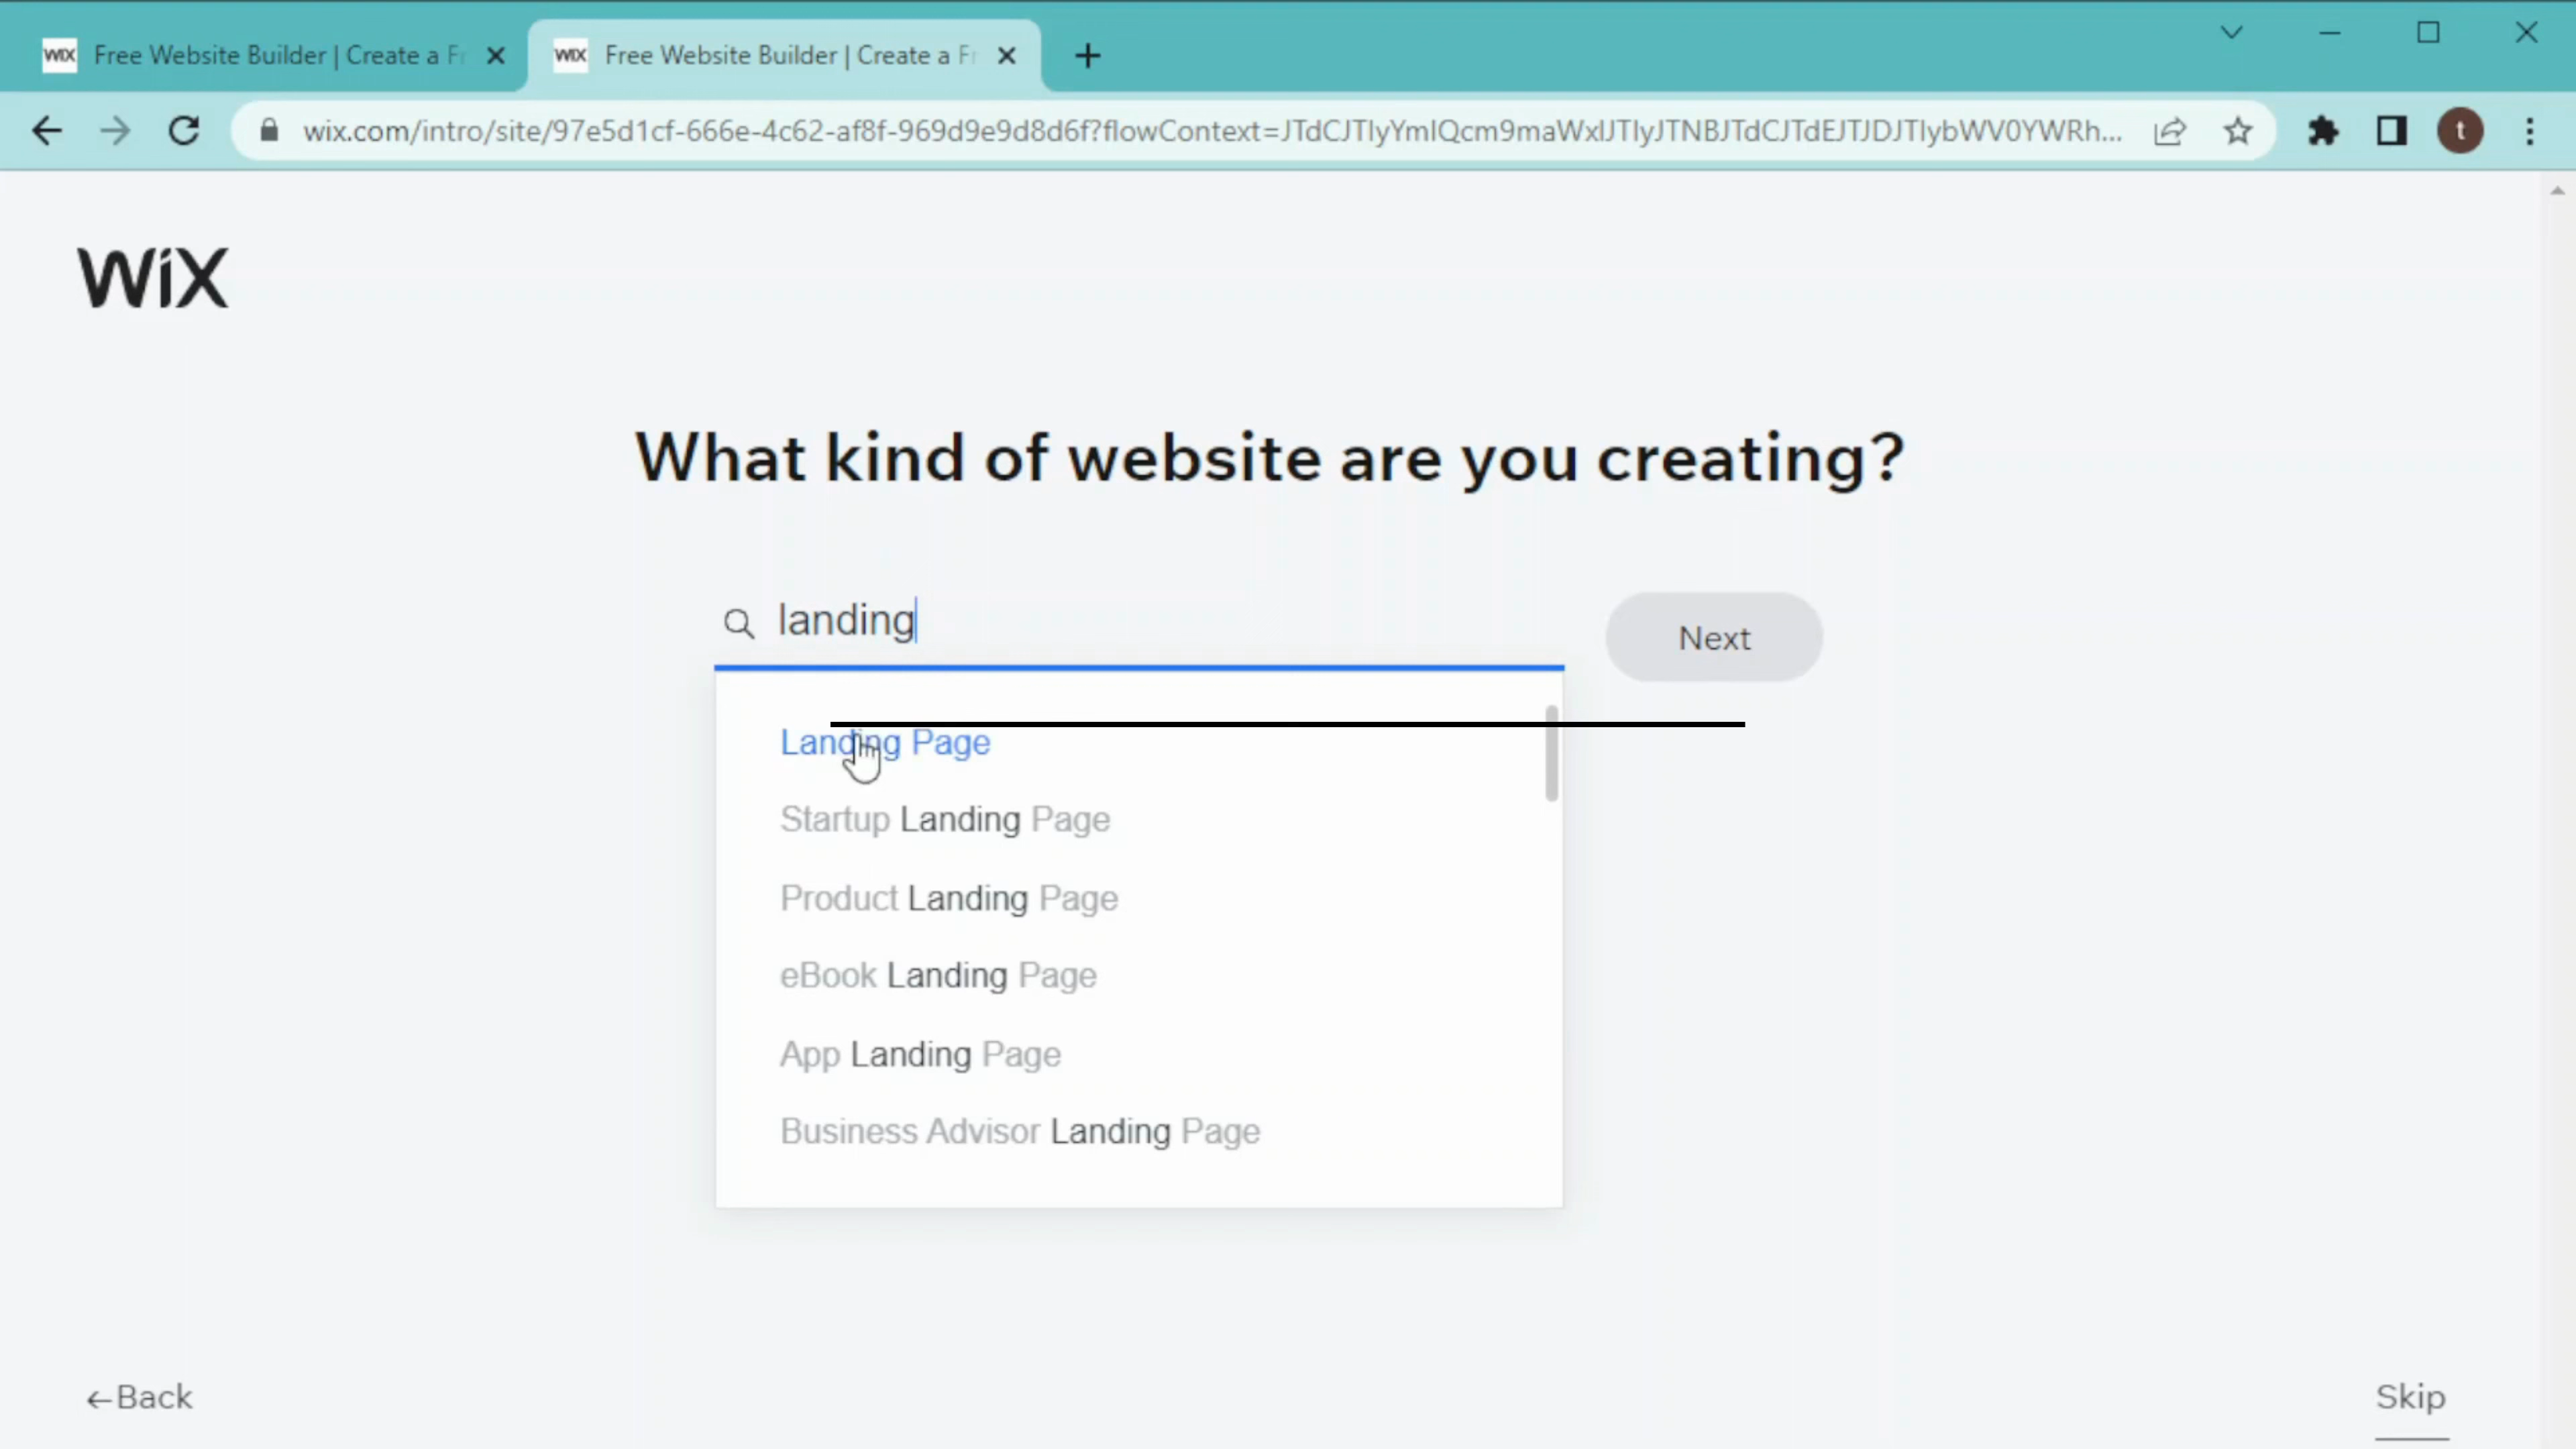 Free Website Builder | Create a Fr
Free Website Builder | Create a Fr
wix.com/intro/site/97e5d1cf-666e-4c62-af8f-969d9e9d8d6f?flowContext=JTdCJTIyYmlQcm9maWxlJTIyJTNBJTdCJTdEJTJDJTIybWV0YWRh...
t
WiX
What kind of website are you creating?
landing
Next
Landing Page
Startup Landing Page
Product Landing Page
eBook Landing Page
App Landing Page
Business Advisor Landing Page
←Back
Skip